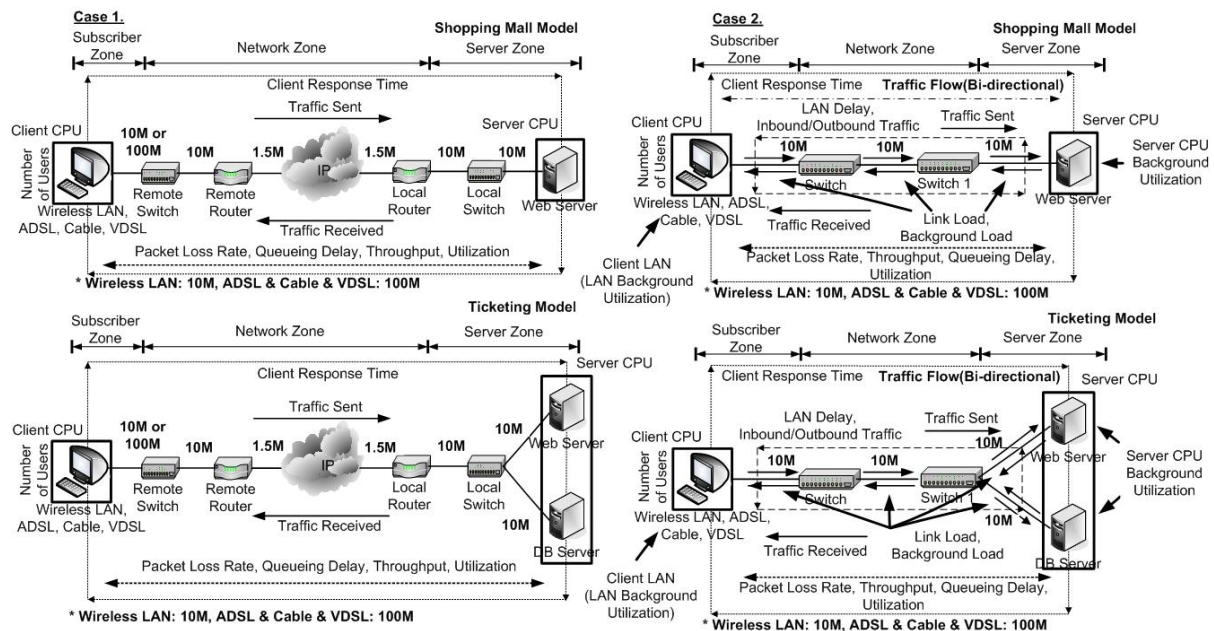 Case 1.
Shopping Mall Model
Subscriber
Zone
Network Zone
Server Zone
Client Response Time
Traffic Sent
Client CPU
Server CPU
Number
of Users
10M or
100M
10M
1.5M
IP
1.5M
10M
10M
Remote
Switch
Remote
Router
Local
Router
Local
Switch
Web Server
Wireless LAN,
ADSL, Cable, VDSL
Traffic Received
Packet Loss Rate, Queueing Delay, Throughput, Utilization
* Wireless LAN: 10M, ADSL & Cable & VDSL: 100M
Case 2.
Shopping Mall Model
Subscriber
Zone
Network Zone
Server Zone
Client Response Time
Traffic Flow(Bi-directional)
LAN Delay,
Inbound/Outbound Traffic
Traffic Sent
Client CPU
Server CPU
Number
of Users
10M
10M
10M
Server CPU
Background
Utilization
Switch
Switch 1
Web Server
Wireless LAN, ADSL,
Cable, VDSL
Link Load,
Background Load
Traffic Received
Client LAN
(LAN Background
Utilization)
Packet Loss Rate, Throughput, Queueing Delay,
Utilization
* Wireless LAN: 10M, ADSL & Cable & VDSL: 100M
Ticketing Model
Subscriber
Zone
Network Zone
Server Zone
Client Response Time
Server CPU
Traffic Sent
Client CPU
Number
of Users
10M or
100M
10M
1.5M
IP
1.5M
10M
10M
Web Server
Remote
Switch
Remote
Router
Local
Router
Local
Switch
10M
DB Server
Wireless LAN,
ADSL, Cable, VDSL
Traffic Received
Packet Loss Rate, Queueing Delay, Throughput, Utilization
* Wireless LAN: 10M, ADSL & Cable & VDSL: 100M
Ticketing Model
Subscriber
Zone
Network Zone
Server Zone
Client Response Time
Traffic Flow(Bi-directional)
Server CPU
LAN Delay,
Inbound/Outbound Traffic
Traffic Sent
Client CPU
Number
of Users
10M
10M
10M
Web Server
Server CPU
Background
Utilization
Switch
Switch 1
10M
DB Server
Wireless LAN, ADSL,
Cable, VDSL
Link Load,
Background Load
Traffic Received
Client LAN
(LAN Background
Utilization)
Packet Loss Rate, Throughput, Queueing Delay,
Utilization
* Wireless LAN: 10M, ADSL & Cable & VDSL: 100M